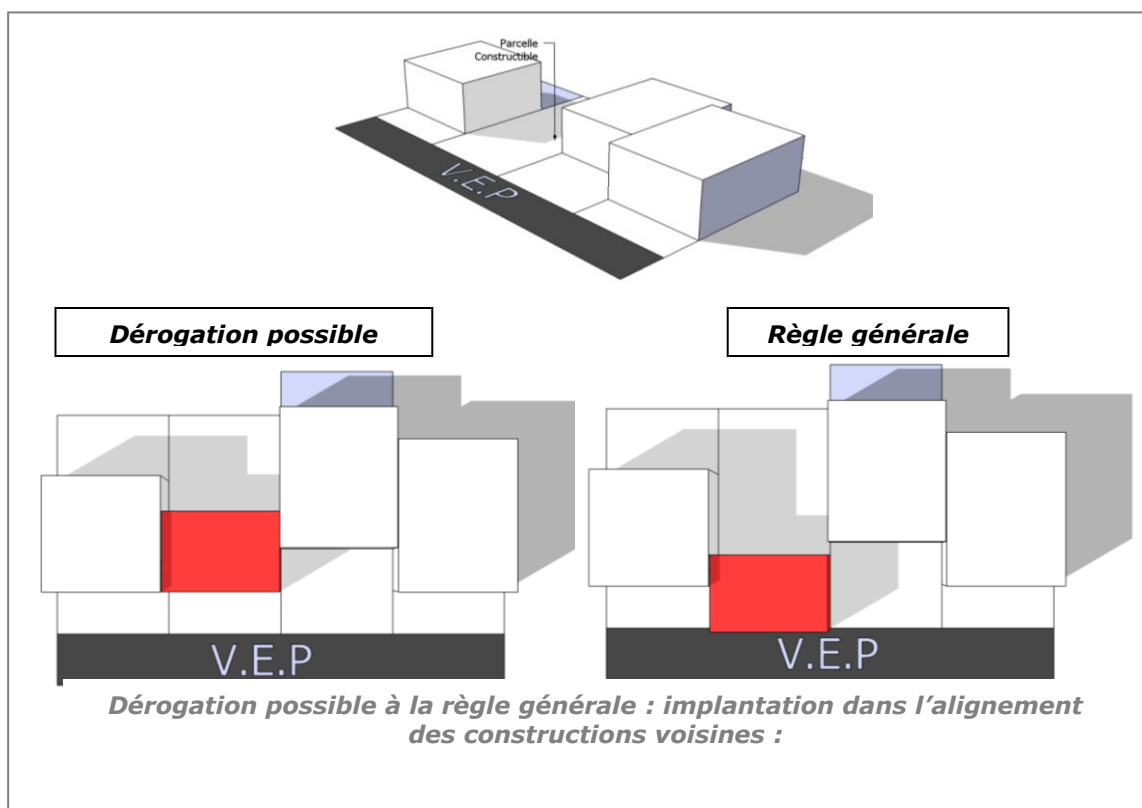 Parcelle
Constructible
V.E.P
Dérogation possible
Règle générale
V.E.P
V.E.P
Dérogation possible à la règle générale : implantation dans l’alignement
des constructions voisines :